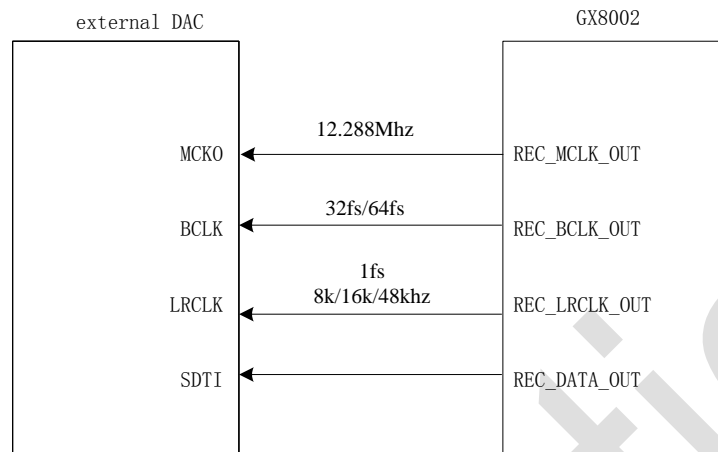 external DAC
GX8002
12.288Mhz
MCKO
REC_MCLK_OUT
32fs/64fs
BCLK
REC_BCLK_OUT
1fs
8k/16k/48khz
LRCLK
REC_LRCLK_OUT
SDTI
REC_DATA_OUT